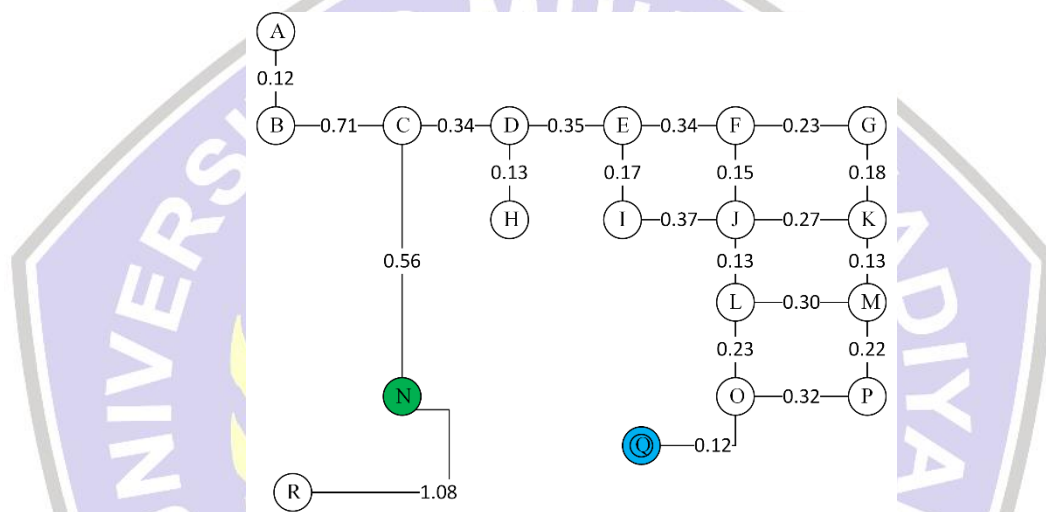 A
0.12
B 0.71 C 0.34 D 0.35 E 0.34 F 0.23 G
0.13 0.17 0.15 0.18
H I 0.37 J 0.27 K
0.56 0.13 0.13
L 0.30 M
0.23 0.22
N O 0.32 P
Q 0.12
R 1.08
UNIVERS
ADIYA